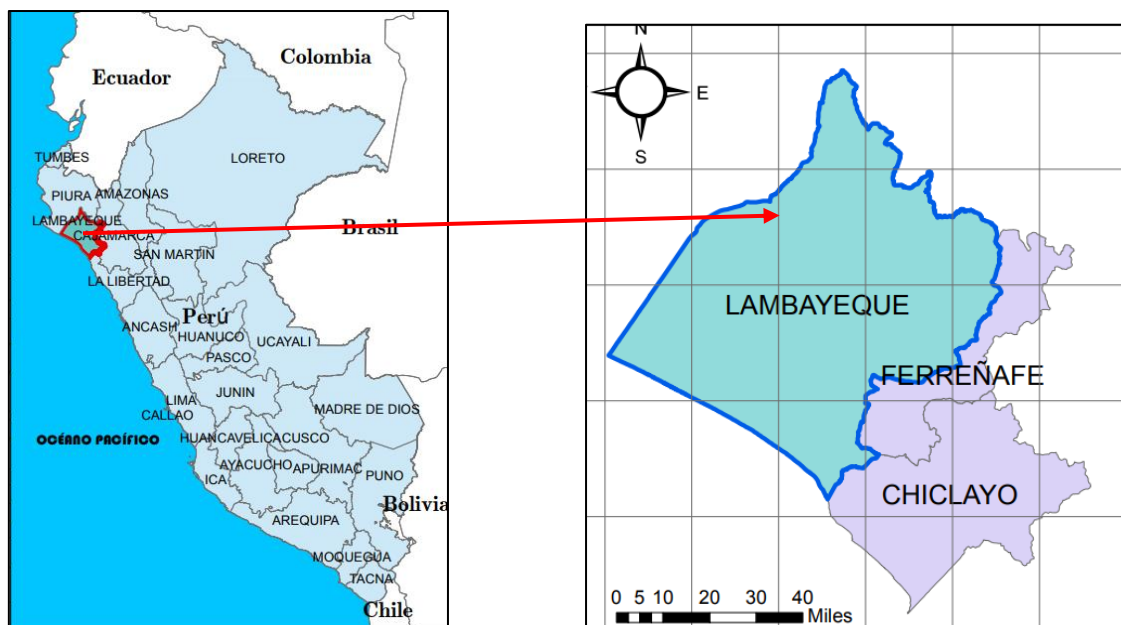 Colombia
Ecuador
TUMBES
LORETO
PIURA
AMAZONAS
LAMBAYEQUE
CAJAMARCA
Brasil
SAN MARTIN
LA LIBERTAD
ANCASH
Perú
HUANUCO
UCAYALI
PASCO
JUNIN
LIMA
CALLAO
MADRE DE DIOS
OCÉANO PACÍFICO
HUANCAVELICA
CUSCO
AYACUCHO
APURIMAC
PUNO
ICA
Bolivia
AREQUIPA
MOQUEGUA
TACNA
Chile
N
E
S
LAMBAYEQUE
FERREÑAFE
CHICLAYO
0 5 10 20 30 40
Miles